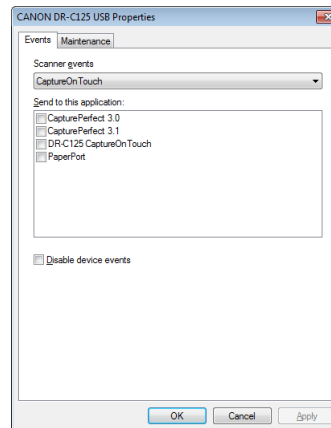 CANON DR-C125 USB Properties
Events Maintenance
Scanner events
CaptureOnTouch
Send to this application:
CapturePerfect 3.0
CapturePerfect 3.1
DR-C125 CaptureOnTouch
PaperPort
Disable device events
OK Cancel Apply